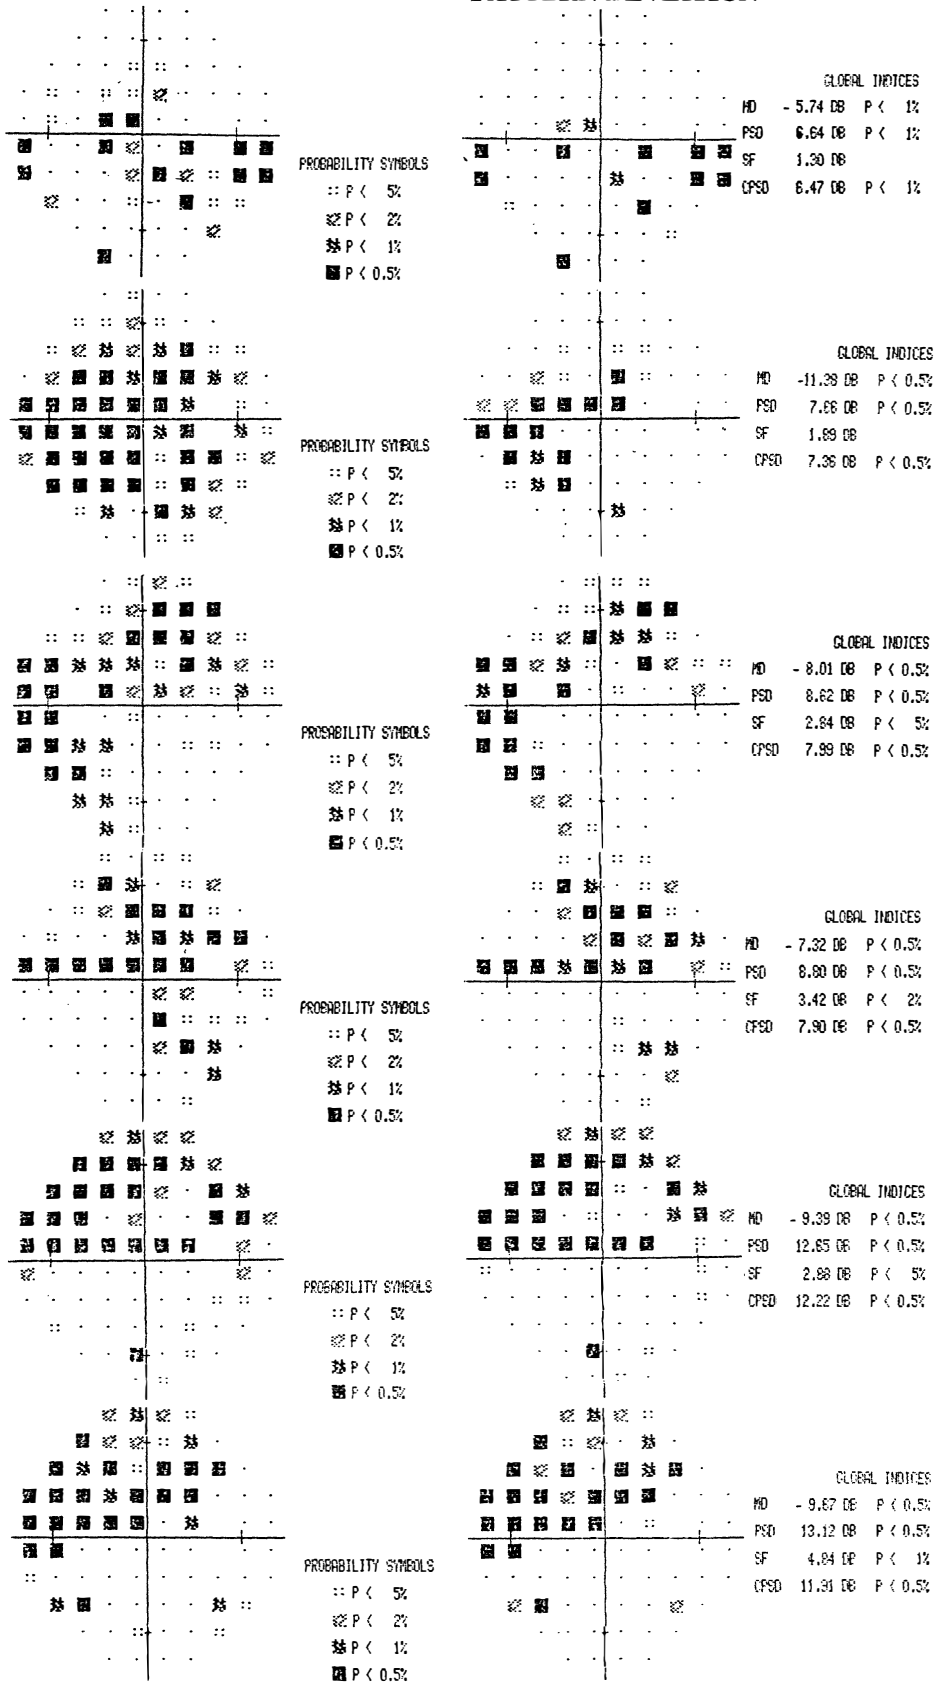 GLOBAL INDICES
MD - 5.74 DB P < 1%
PSD 6.64 DB P < 1%
SF 1.30 DB
CPSD 6.47 DB P < 1%
PROBABILITY SYMBOLS
:: P < 5%
P < 2%
P < 1%
P < 0.5%
GLOBAL INDICES
MD -11.38 DB P < 0.5%
PSD 7.66 DB P < 0.5%
SF 1.89 DB
CPSD 7.36 DB P < 0.5%
PROBABILITY SYMBOLS
:: P < 5%
P < 2%
P < 1%
P < 0.5%
GLOBAL INDICES
MD - 8.01 DB P < 0.5%
PSD 8.62 DB P < 0.5%
SF 2.84 DB P < 5%
CPSD 7.99 DB P < 0.5%
PROBABILITY SYMBOLS
:: P < 5%
P < 2%
P < 1%
P < 0.5%
GLOBAL INDICES
MD - 7.32 DB P < 0.5%
PSD 8.80 DB P < 0.5%
SF 3.42 DB P < 2%
CPSD 7.90 DB P < 0.5%
PROBABILITY SYMBOLS
:: P < 5%
P < 2%
P < 1%
P < 0.5%
GLOBAL INDICES
MD - 9.39 DB P < 0.5%
PSD 12.85 DB P < 0.5%
SF 2.88 DB P < 5%
CPSD 12.22 DB P < 0.5%
PROBABILITY SYMBOLS
:: P < 5%
P < 2%
P < 1%
P < 0.5%
GLOBAL INDICES
MD - 9.67 DB P < 0.5%
PSD 13.12 DB P < 0.5%
SF 4.84 DB P < 1%
CPSD 11.31 DB P < 0.5%
PROBABILITY SYMBOLS
:: P < 5%
P < 2%
P < 1%
P < 0.5%